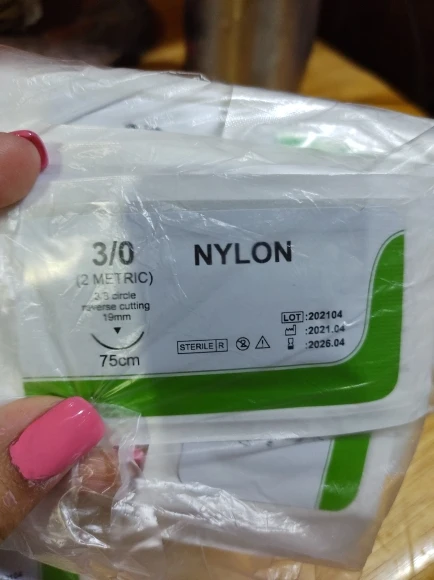 3/0
NYLON
(2 METRIC)
3/8 circle
reverse cutting
19mm
75cm
LOT :202104
:2021.04
STERILE R
2
:2026.04